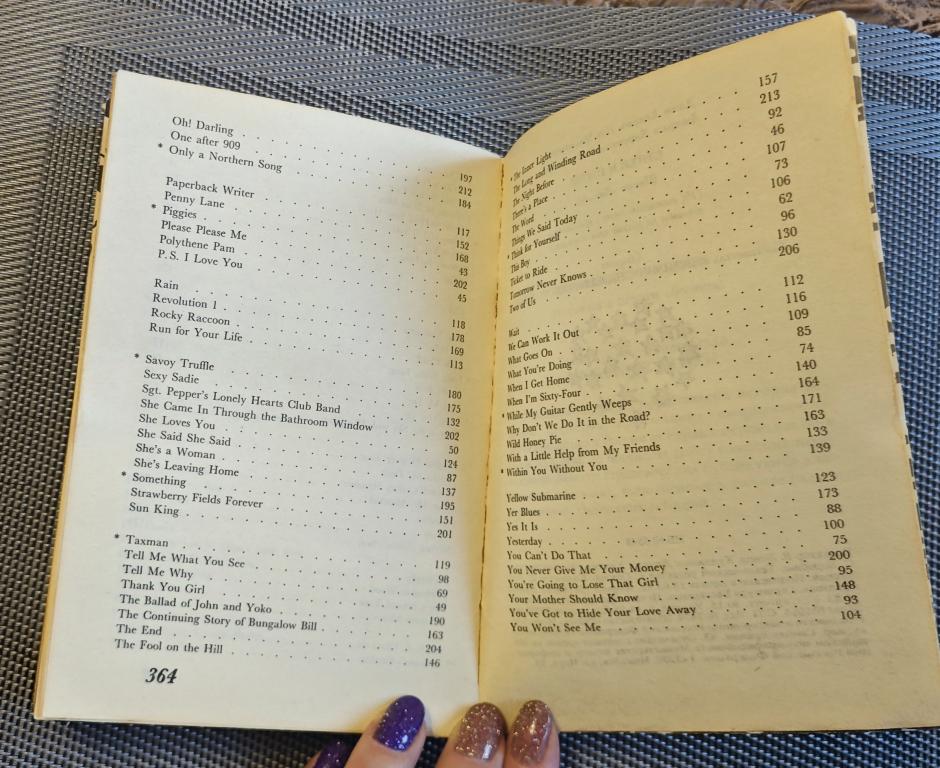 Oh! Darling . . . . . 197
One after 909 . . . . . 212
* Only a Northern Song . . . . . 184
Paperback Writer . . . . . 117
Penny Lane . . . . . 152
* Piggies . . . . . 168
Please Please Me . . . . . 43
Polythene Pam . . . . . 202
P.S. I Love You . . . . . 45
Rain . . . . . 118
Revolution 1 . . . . . 178
Rocky Raccoon . . . . . 169
Run for Your Life . . . . . 113
* Savoy Truffle . . . . . 180
Sexy Sadie . . . . . 175
Sgt. Pepper's Lonely Hearts Club Band . . . . . 132
She Came In Through the Bathroom Window . . . . . 202
She Loves You . . . . . 50
She Said She Said . . . . . 124
She's a Woman . . . . . 87
She's Leaving Home . . . . . 137
* Something . . . . . 195
Strawberry Fields Forever . . . . . 151
Sun King . . . . . 201
* Taxman . . . . . 119
Tell Me What You See . . . . . 98
Tell Me Why . . . . . 69
Thank You Girl . . . . . 49
The Ballad of John and Yoko . . . . . 190
The Continuing Story of Bungalow Bill . . . . . 163
The End . . . . . 204
The Fool on the Hill . . . . . 146
364
* The Inner Light . . . . . 157
The Long and Winding Road . . . . . 213
The Night Before . . . . . 92
There's a Place . . . . . 46
The Word . . . . . 107
Things We Said Today . . . . . 73
* Think for Yourself . . . . . 106
This Boy . . . . . 62
Ticket to Ride . . . . . 96
Tomorrow Never Knows . . . . . 130
Two of Us . . . . . 206
Wait . . . . . 112
We Can Work It Out . . . . . 116
What Goes On . . . . . 109
What You're Doing . . . . . 85
When I Get Home . . . . . 74
When I'm Sixty-Four . . . . . 140
* While My Guitar Gently Weeps . . . . . 164
Why Don't We Do It in the Road? . . . . . 171
Wild Honey Pie . . . . . 163
With a Little Help from My Friends . . . . . 133
* Within You Without You . . . . . 139
Yellow Submarine . . . . . 123
Yer Blues . . . . . 173
Yes It Is . . . . . 88
Yesterday . . . . . 100
You Can't Do That . . . . . 75
You Never Give Me Your Money . . . . . 200
You're Going to Lose That Girl . . . . . 95
Your Mother Should Know . . . . . 148
You've Got to Hide Your Love Away . . . . . 93
You Won't See Me . . . . . 104